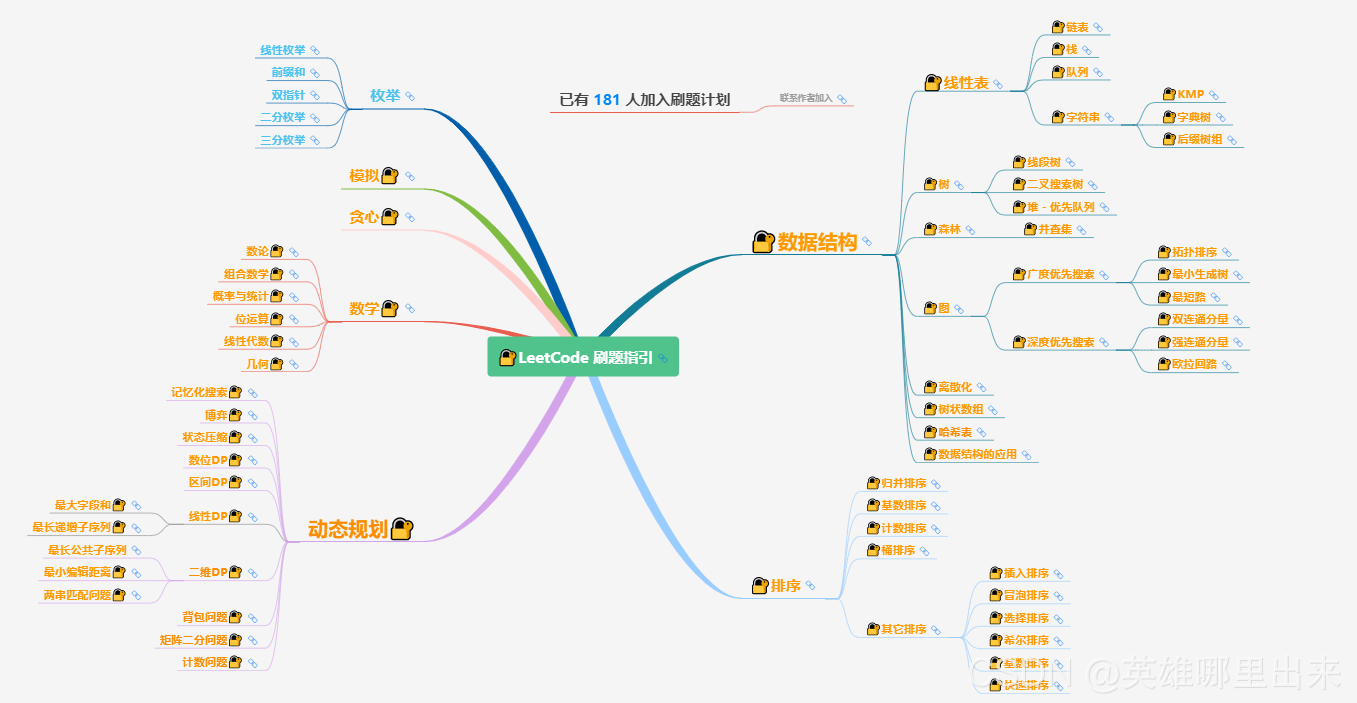 LeetCode 刷题指引
已有 181 人加入刷题计划
联系作者加入
枚举
线性枚举
前缀和
双指针
二分枚举
三分枚举
模拟
贪心
数学
数论
组合数学
概率与统计
位运算
线性代数
几何
动态规划
记忆化搜索
博弈
状态压缩
数位DP
区间DP
线性DP
最大字段和
最长递增子序列
二维DP
最长公共子序列
最小编辑距离
两串匹配问题
背包问题
矩阵二分问题
计数问题
数据结构
线性表
链表
栈
队列
字符串
KMP
字典树
后缀树组
树
线段树
二叉搜索树
堆 - 优先队列
森林
并查集
图
广度优先搜索
拓扑排序
最小生成树
最短路
深度优先搜索
双连通分量
强连通分量
欧拉回路
离散化
树状数组
哈希表
数据结构的应用
排序
归并排序
基数排序
计数排序
桶排序
其它排序
插入排序
冒泡排序
选择排序
希尔排序
基数排序
快速排序
CSDN @英雄哪里出来